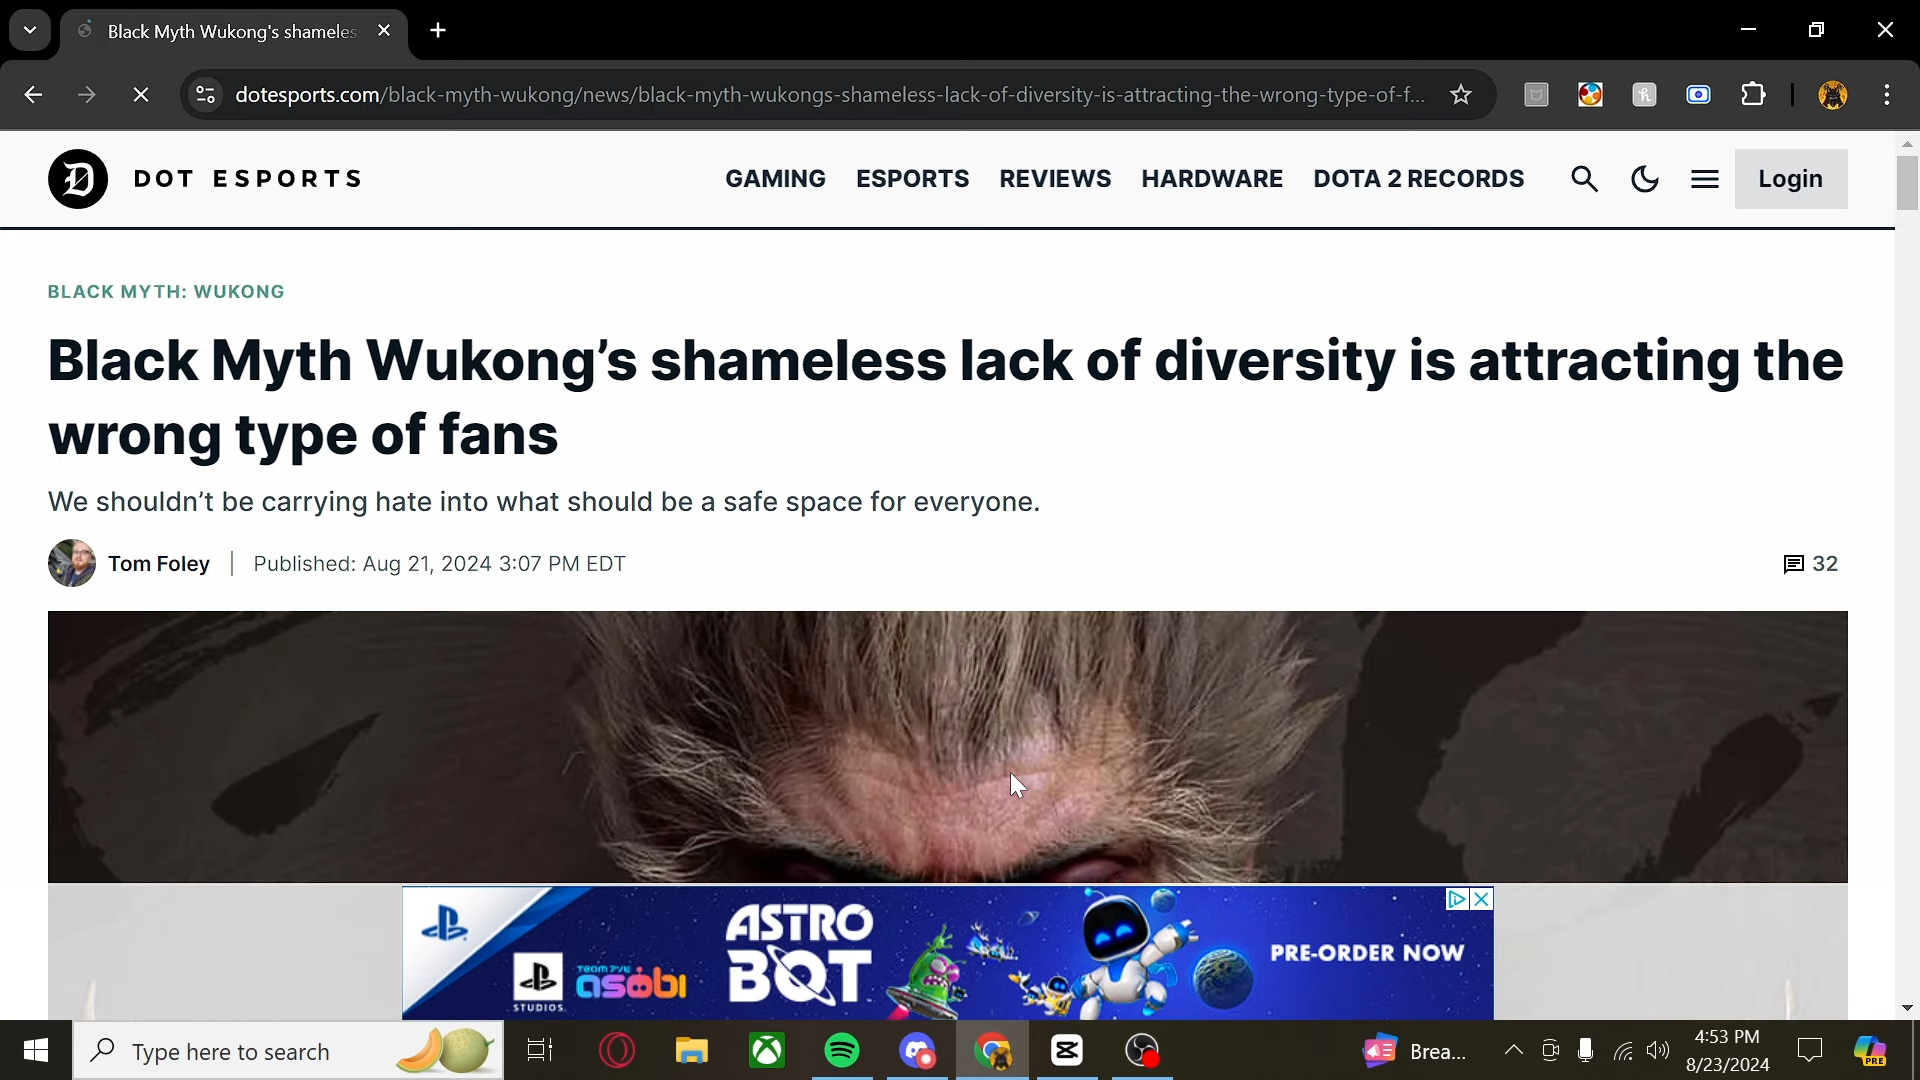 Black Myth Wukong's shameles
dotesports.com/black-myth-wukong/news/black-myth-wukongs-shameless-lack-of-diversity-is-attracting-the-wrong-type-of-f...
DOT ESPORTS
GAMING ESPORTS REVIEWS HARDWARE DOTA 2 RECORDS Login
BLACK MYTH: WUKONG
Black Myth Wukong’s shameless lack of diversity is attracting the
wrong type of fans
We shouldn’t be carrying hate into what should be a safe space for everyone.
Tom Foley | Published: Aug 21, 2024 3:07 PM EDT 32
ASTRO
BOT
PRE-ORDER NOW
STUDIOS
TEAM
asobi
Type here to search
Brea...
4:53 PM
8/23/2024
PRE